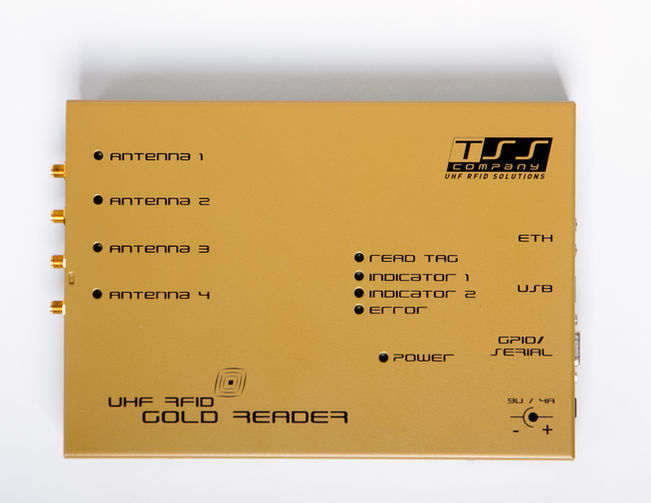 ANTENNA 1
ANTENNA 2
ANTENNA 3
ANTENNA 4
TSS
COMPANY
UHF RFID SOLUTIONS
ETH
USB
GPIO/
SERIAL
READ TAG
INDICATOR 1
INDICATOR 2
ERROR
POWER
9V / 4A
- +
UHF RFID
GOLD READER